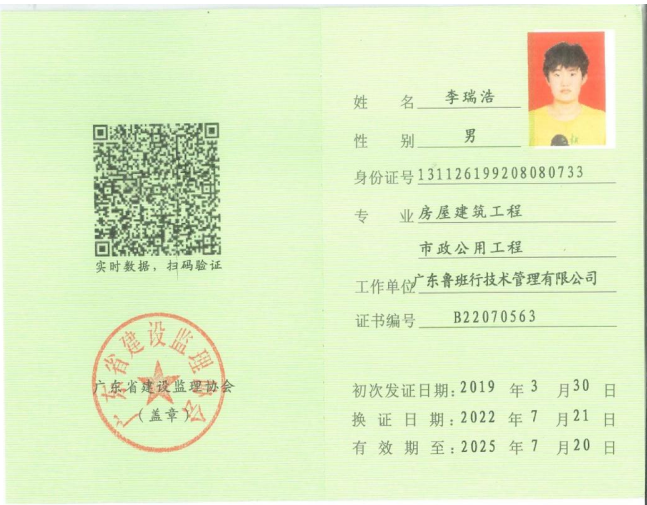 实时数据，扫码验证
广东省建设监理协会
广东省建设监理协会
（盖章）
姓 名 李瑞浩
性 别 男
身份证号 131126199208080733
专 业 房屋建筑工程
市政公用工程
工作单位 广东鲁班行技术管理有限公司
证书编号 B22070563
初次发证日期: 2019 年 3 月 30 日
换证日期: 2022 年 7 月 21 日
有效期至: 2025 年 7 月 20 日